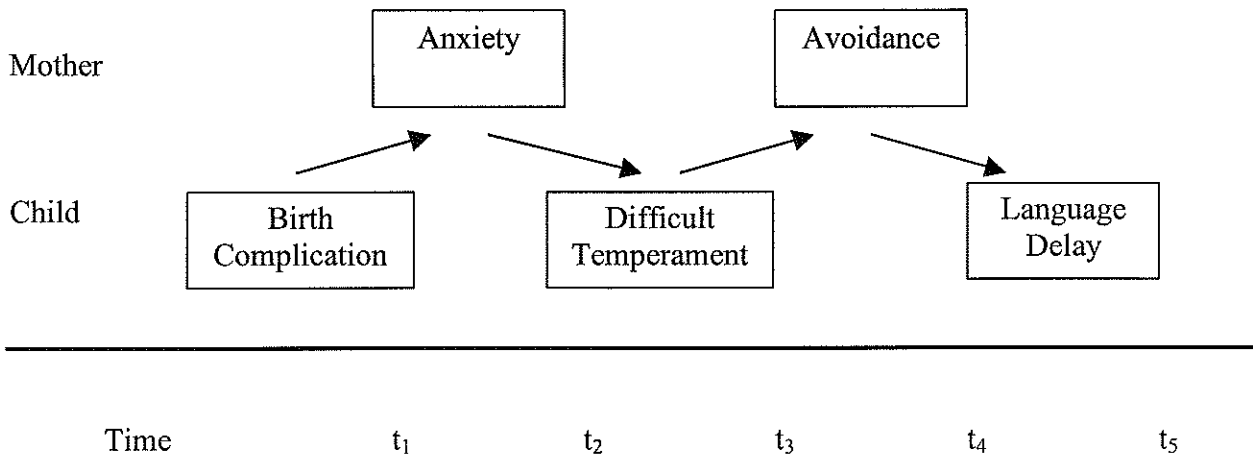 Mother
Anxiety
Avoidance
Child
Birth
Complication
Difficult
Temperament
Language
Delay
Time t₁ t₂ t₃ t₄ t₅